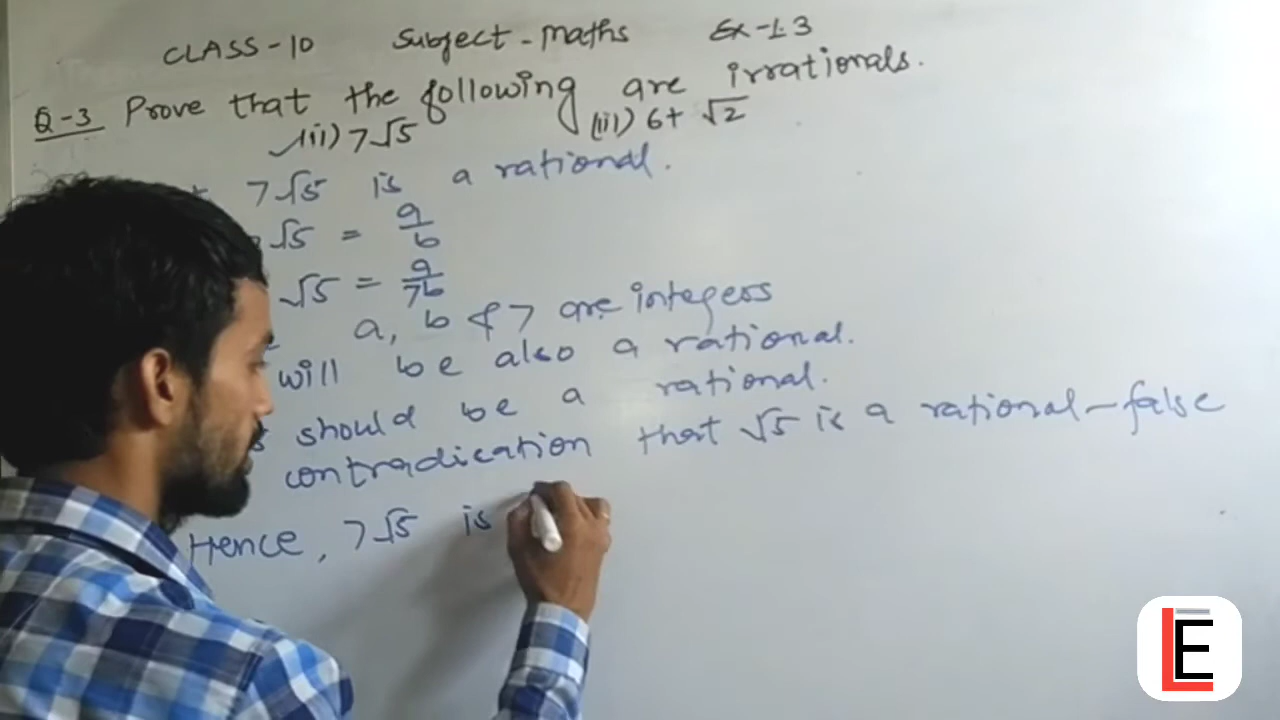 CLASS-10 Subject-maths Ex-1.3
Q-3 Prove that the following are irrationals.
(ii) 7√5 (iii) 6+ √2
7√5 is a rational.
√5 = a/b
√5 = a/7b
a, b & 7 are integers
will be also a rational.
should be a rational.
contradication that √5 is a rational-false
Hence, 7√5 is
LE